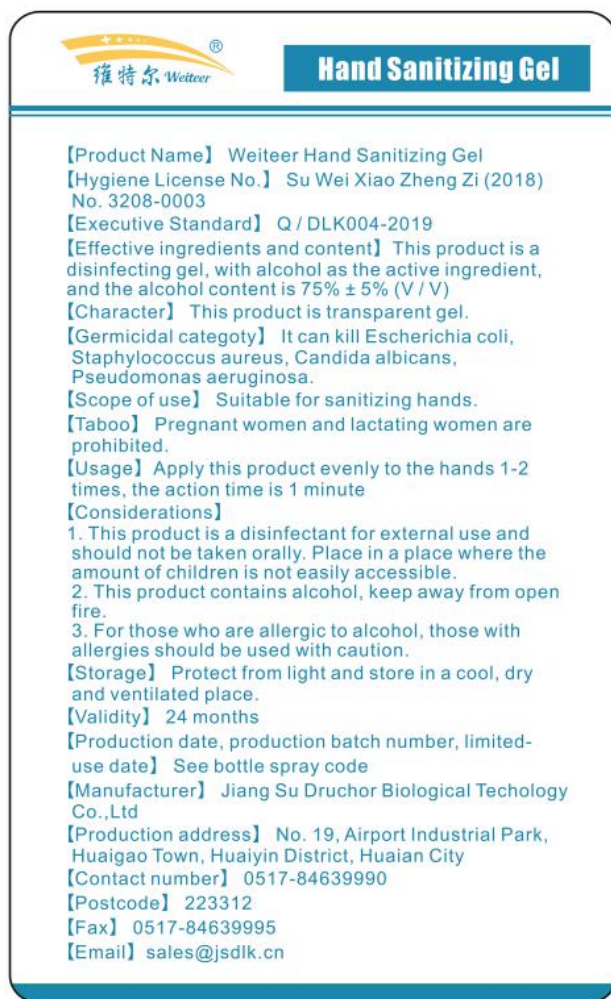 ®
维特尔 Weiteer
Hand Sanitizing Gel
【Product Name】 Weiteer Hand Sanitizing Gel
【Hygiene License No.】 Su Wei Xiao Zheng Zi (2018)
No. 3208-0003
【Executive Standard】 Q / DLK004-2019
【Effective ingredients and content】This product is a
disinfecting gel, with alcohol as the active ingredient,
and the alcohol content is 75% ± 5% (V / V)
【Character】 This product is transparent gel.
【Germicidal categoty】 It can kill Escherichia coli,
Staphylococcus aureus, Candida albicans,
Pseudomonas aeruginosa.
【Scope of use】 Suitable for sanitizing hands.
【Taboo】 Pregnant women and lactating women are
prohibited.
【Usage】Apply this product evenly to the hands 1-2
times, the action time is 1 minute
【Considerations】
1. This product is a disinfectant for external use and
should not be taken orally. Place in a place where the
amount of children is not easily accessible.
2. This product contains alcohol, keep away from open
fire.
3. For those who are allergic to alcohol, those with
allergies should be used with caution.
【Storage】 Protect from light and store in a cool, dry
and ventilated place.
【Validity】 24 months
【Production date, production batch number, limited-
use date】 See bottle spray code
【Manufacturer】 Jiang Su Druchor Biological Techology
Co.,Ltd
【Production address】 No. 19, Airport Industrial Park,
Huaigao Town, Huaiyin District, Huaian City
【Contact number】 0517-84639990
【Postcode】 223312
【Fax】 0517-84639995
【Email】sales@jsdlk.cn